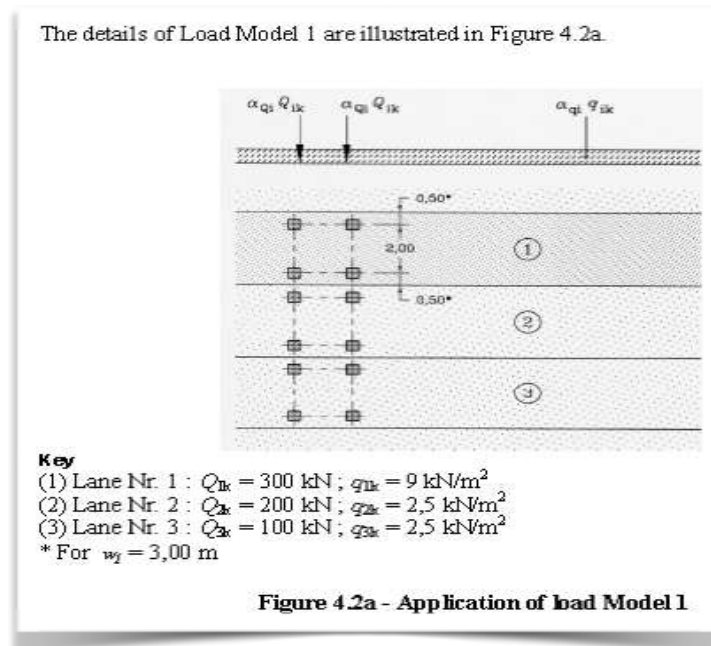 The details of Load Model 1 are illustrated in Figure 4.2a.
αQi Qik αQi Qik αqi qik
0,50*
2,00
0,50*
1
2
3
Key
(1) Lane Nr. 1 : Q1k = 300 kN ; q1k = 9 kN/m²
(2) Lane Nr. 2 : Q2k = 200 kN ; q2k = 2,5 kN/m²
(3) Lane Nr. 3 : Q3k = 100 kN ; q3k = 2,5 kN/m²
* For wl = 3,00 m
Figure 4.2a - Application of load Model 1